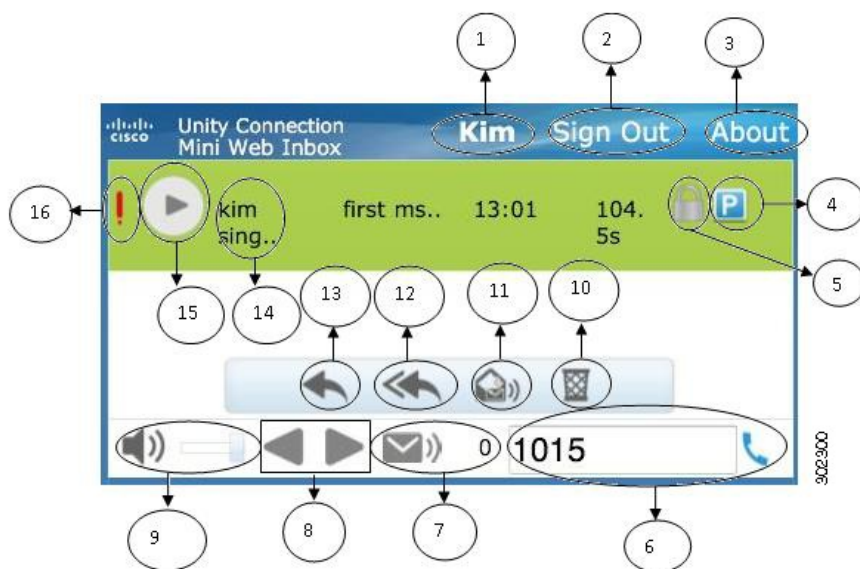 1
2
3
CISCO
Unity Connection
Mini Web Inbox
Kim
Sign Out
About
16
kim
sing..
first ms..
13:01
104.
5s
P
4
5
15
14
13
12
11
10
0
1015
302300
9
8
7
6